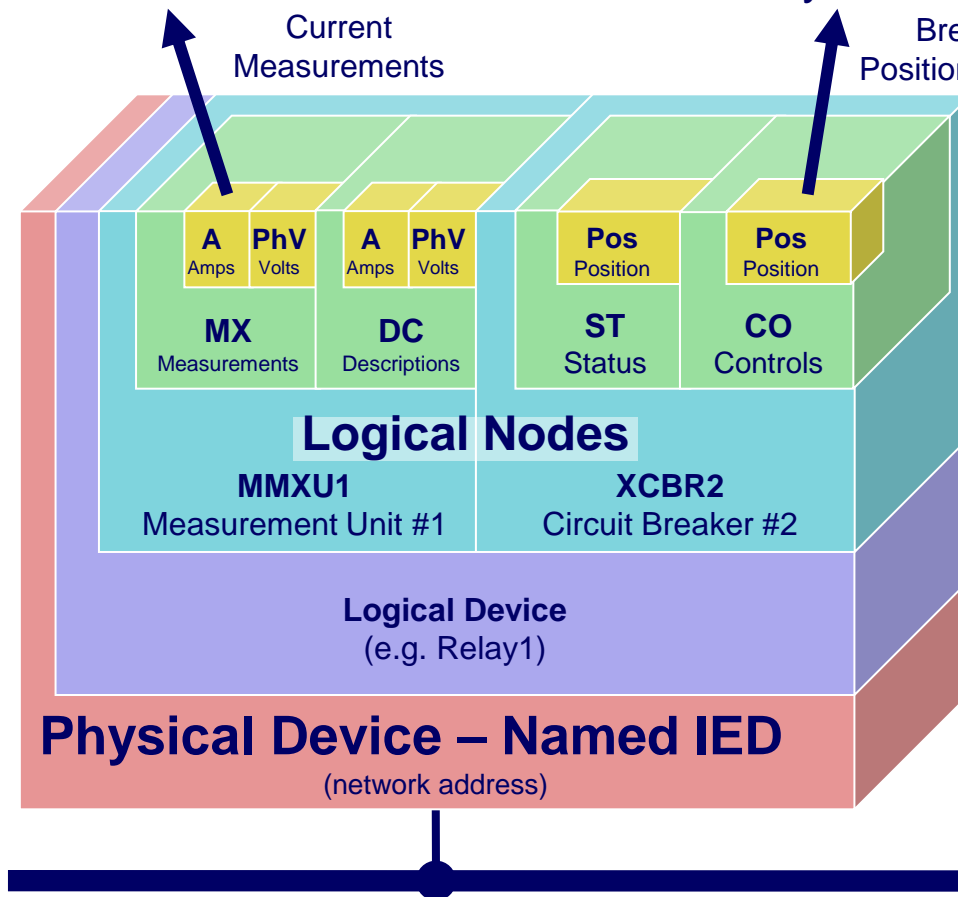 Current
Measurements
Bre
Position
A
Amps
PhV
Volts
A
Amps
PhV
Volts
Pos
Position
Pos
Position
MX
Measurements
DC
Descriptions
ST
Status
CO
Controls
Logical Nodes
MMXU1
Measurement Unit #1
XCBR2
Circuit Breaker #2
Logical Device
(e.g. Relay1)
Physical Device – Named IED
(network address)